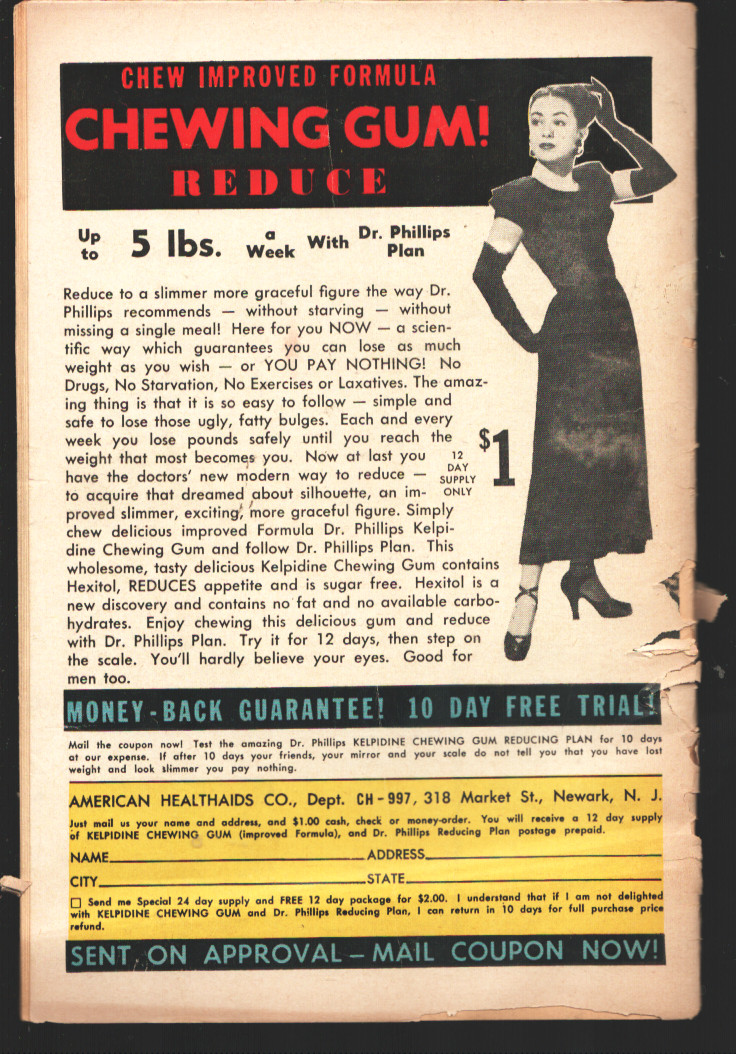 CHEW IMPROVED FORMULA
CHEWING GUM!
REDUCE
Up to 5 lbs. a Week With Dr. Phillips Plan
Reduce to a slimmer more graceful figure the way Dr.
Phillips recommends — without starving — without
missing a single meal! Here for you NOW — a scien-
tific way which guarantees you can lose as much
weight as you wish — or YOU PAY NOTHING! No
Drugs, No Starvation, No Exercises or Laxatives. The amaz-
ing thing is that it is so easy to follow — simple and
safe to lose those ugly, fatty bulges. Each and every
week you lose pounds safely until you reach the
weight that most becomes you. Now at last you
have the doctors' new modern way to reduce —
to acquire that dreamed about silhouette, an im-
proved slimmer, exciting, more graceful figure. Simply
chew delicious improved Formula Dr. Phillips Kelpi-
dine Chewing Gum and follow Dr. Phillips Plan. This
wholesome, tasty delicious Kelpidine Chewing Gum contains
Hexitol, REDUCES appetite and is sugar free. Hexitol is a
new discovery and contains no fat and no available carbo-
hydrates. Enjoy chewing this delicious gum and reduce
with Dr. Phillips Plan. Try it for 12 days, then step on
the scale. You'll hardly believe your eyes. Good for
men too.
12
DAY
SUPPLY
ONLY
$1
MONEY-BACK GUARANTEE! 10 DAY FREE TRIAL!
Mail the coupon now! Test the amazing Dr. Phillips KELPIDINE CHEWING GUM REDUCING PLAN for 10 days
at our expense. If after 10 days your friends, your mirror and your scale do not tell you that you have lost
weight and look slimmer you pay nothing.
AMERICAN HEALTHAIDS CO., Dept. CH-997, 318 Market St., Newark, N. J.
Just mail us your name and address, and $1.00 cash, check or money-order. You will receive a 12 day supply
of KELPIDINE CHEWING GUM (improved Formula), and Dr. Phillips Reducing Plan postage prepaid.
NAME ADDRESS
CITY STATE
Send me Special 24 day supply and FREE 12 day package for $2.00. I understand that if I am not delighted
with KELPIDINE CHEWING GUM and Dr. Phillips Reducing Plan, I can return in 10 days for full purchase price
refund.
SENT ON APPROVAL – MAIL COUPON NOW!